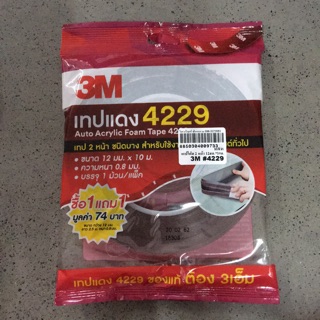 3M
เทปแดง 4229
Auto Acrylic Foam Tape 42
เทป 2 หน้า ชนิดบาง สำหรับใช้งาน
ทั่วไป
• ขนาด 12 มม. x 10 ม.
• ความหนา 0.8 มม.
• บรรจุ 1 ม้วน/แพ็ค
3M #4229
ซื้อ 1 แถม 1
มูลค่า 74 บาท
เทปแดง 4229 ของแท้ ต้อง 3เอ็ม